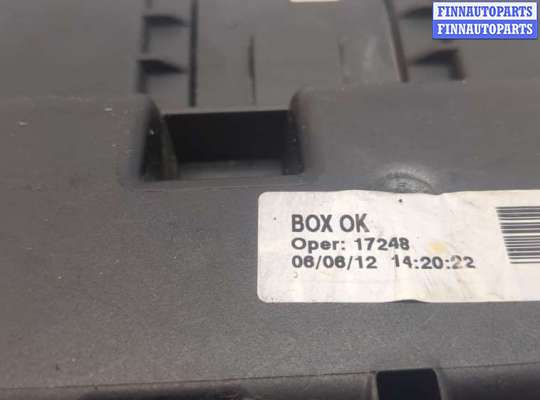 FINNAUTOPARTS
FINNAUTOPARTS
BOX OK
Oper: 17248
06/06/12 14:20:22